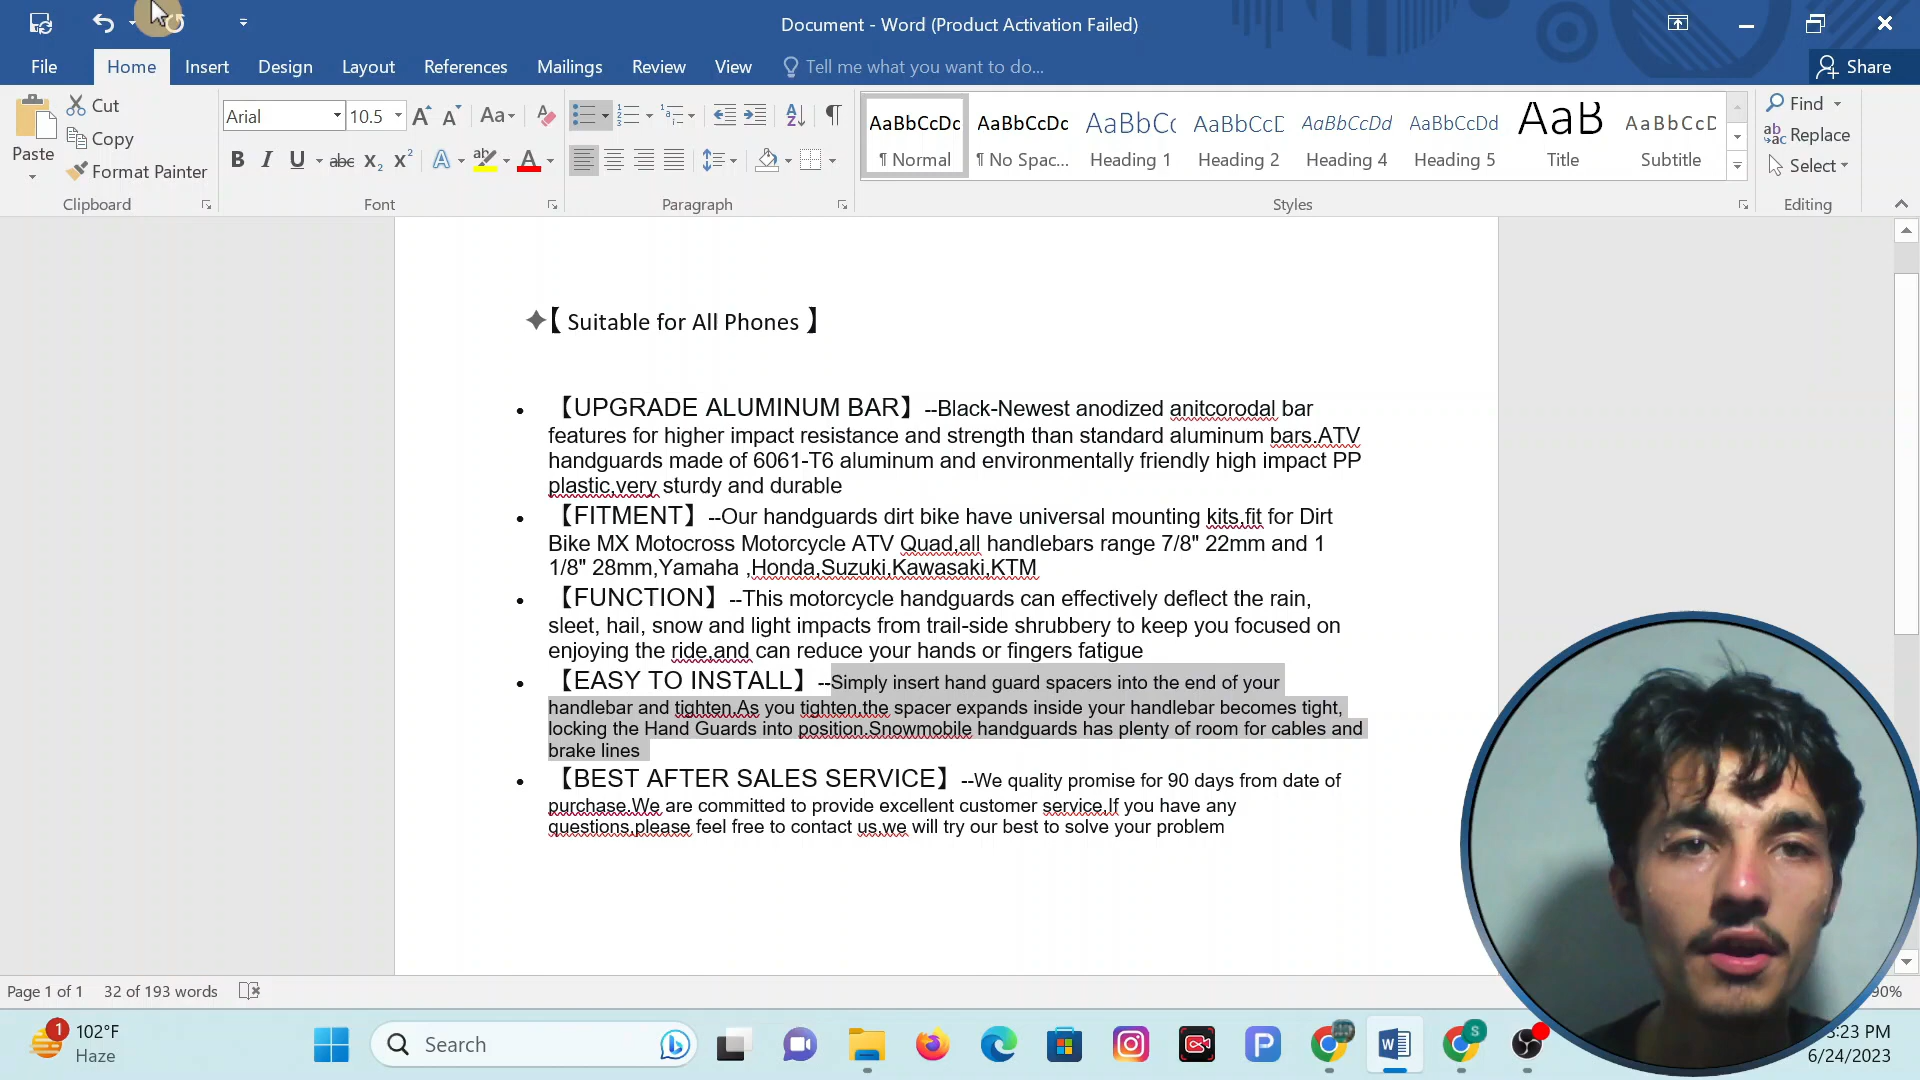 Document - Word (Product Activation Failed)
File Home Insert Design Layout References Mailings Review View Tell me what you want to do... Share
Paste Cut Copy Format Painter
Clipboard
Arial 10.5 Aa
Font
Paragraph
AaBbCcDc ¶ Normal
AaBbCcDc ¶ No Spac...
AaBbCc Heading 1
AaBbCcD Heading 2
AaBbCcDd Heading 4
AaBbCcDd Heading 5
AaB Title
AaBbCcD Subtitle
Styles
Find
Replace
Select
Editing
✦【 Suitable for All Phones 】
• 【UPGRADE ALUMINUM BAR】--Black-Newest anodized anitcorodal bar
features for higher impact resistance and strength than standard aluminum bars.ATV
handguards made of 6061-T6 aluminum and environmentally friendly high impact PP
plastic,very sturdy and durable
• 【FITMENT】--Our handguards dirt bike have universal mounting kits,fit for Dirt
Bike MX Motocross Motorcycle ATV Quad,all handlebars range 7/8" 22mm and 1
1/8" 28mm,Yamaha ,Honda,Suzuki,Kawasaki,KTM
• 【FUNCTION】--This motorcycle handguards can effectively deflect the rain,
sleet, hail, snow and light impacts from trail-side shrubbery to keep you focused on
enjoying the ride,and can reduce your hands or fingers fatigue
• 【EASY TO INSTALL】--Simply insert hand guard spacers into the end of your
handlebar and tighten,As you tighten,the spacer expands inside your handlebar becomes tight,
locking the Hand Guards into position.Snowmobile handguards has plenty of room for cables and
brake lines
• 【BEST AFTER SALES SERVICE】--We quality promise for 90 days from date of
purchase.We are committed to provide excellent customer service,If you have any
questions,please feel free to contact us,we will try our best to solve your problem
Page 1 of 1 32 of 193 words 90%
1 102°F
Haze
Search
:23 PM
6/24/2023